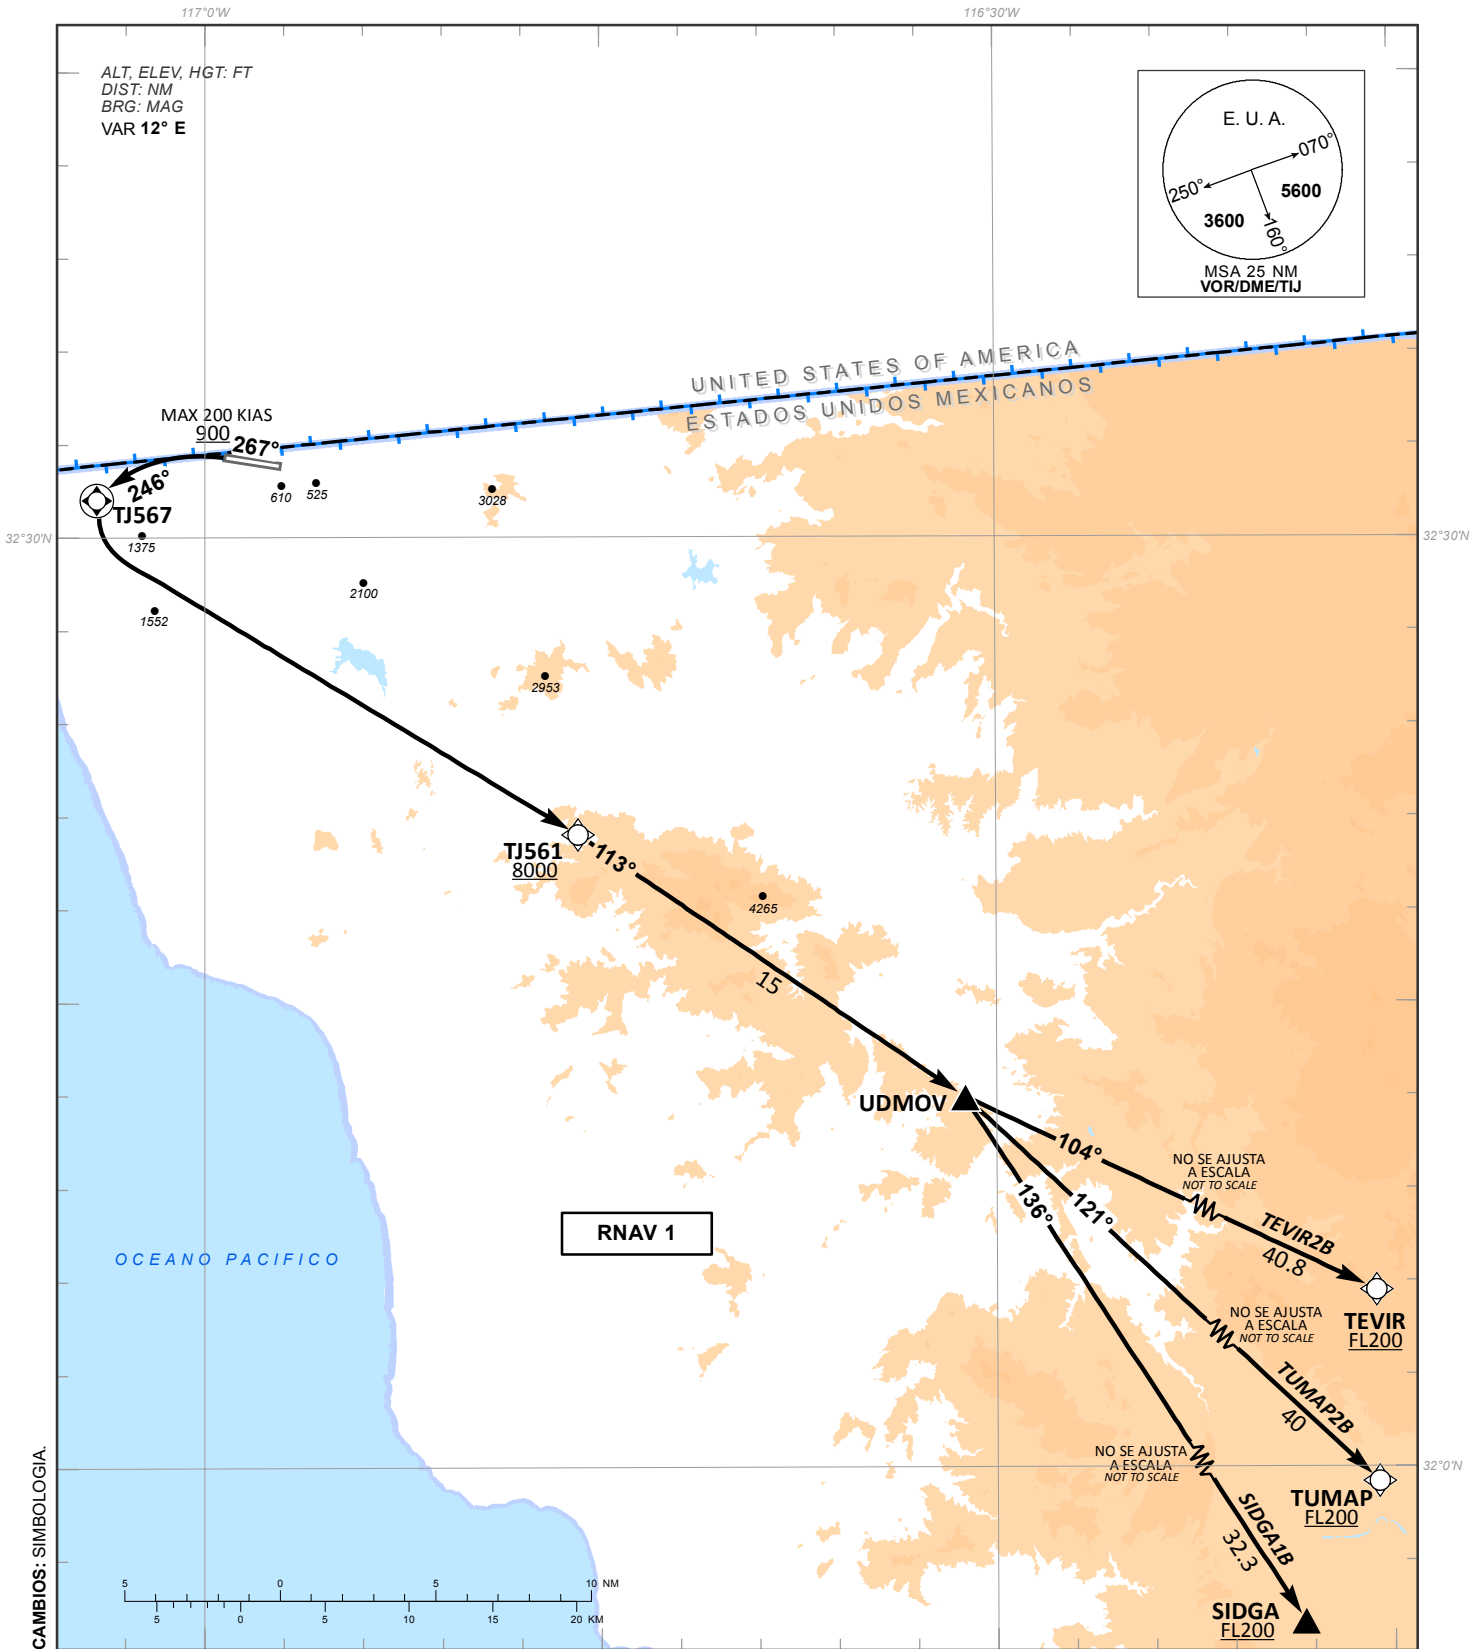 117°0'W
116°30'W
ALT, ELEV, HGT: FT
DIST: NM
BRG: MAG
VAR 12° E
E. U. A.
070°
250°
5600
3600
160°
MSA 25 NM
VOR/DME/TIJ
UNITED STATES OF AMERICA
ESTADOS UNIDOS MEXICANOS
MAX 200 KIAS
900
267°
246°
TJ567
610
525
3028
32°30'N
32°30'N
1375
2100
1552
2953
TJ561
8000
113°
4265
15
UDMOV
104°
NO SE AJUSTA
A ESCALA
NOT TO SCALE
136°
121°
TEVIR2B
40.8
RNAV 1
OCEANO PACIFICO
TEVIR
FL200
NO SE AJUSTA
A ESCALA
NOT TO SCALE
TUMAP2B
40
NO SE AJUSTA
A ESCALA
NOT TO SCALE
32°0'N
TUMAP
FL200
SIDGA1B
32.3
SIDGA
FL200
5 0 5 10 NM
5 0 5 10 15 20 KM
CAMBIOS: SIMBOLOGIA.